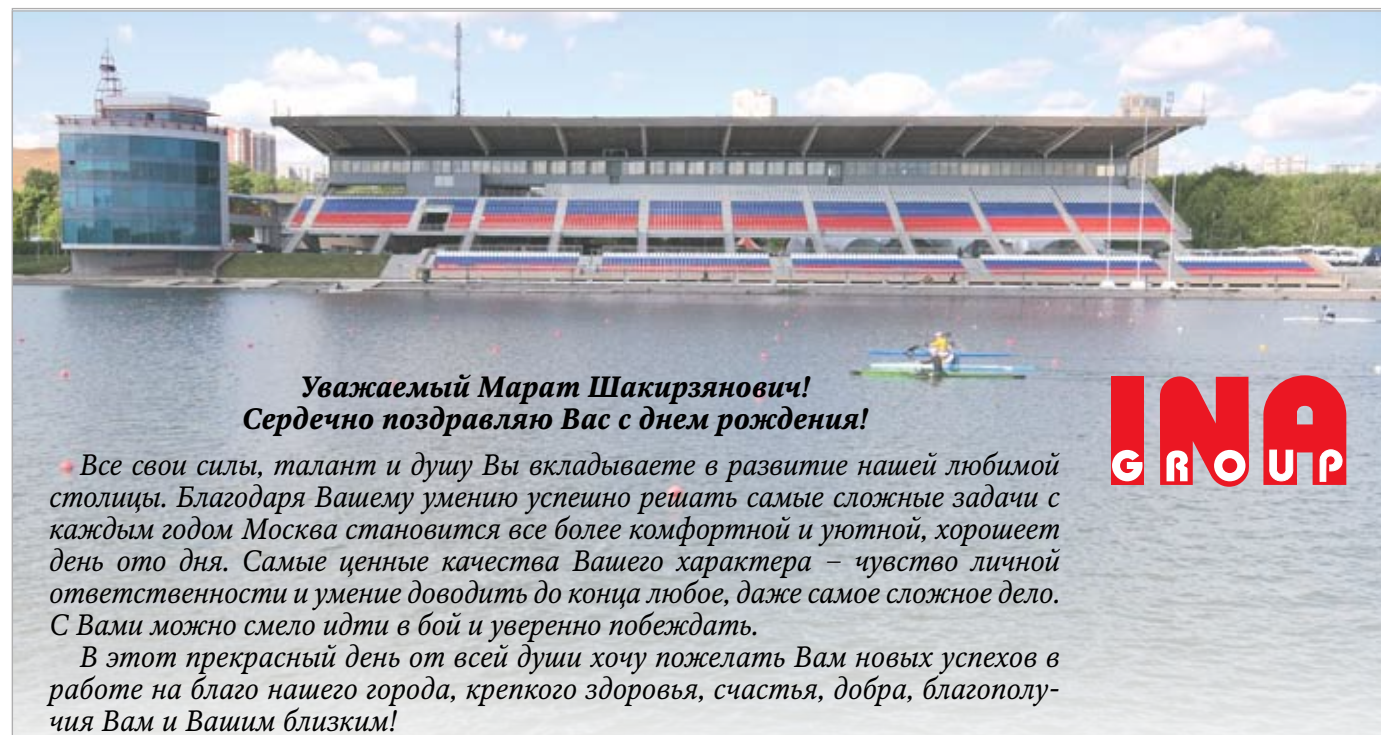 Уважаемый Марат Шакирзянович!
Сердечно поздравляю Вас с днем рождения!
Все свои силы, талант и душу Вы вкладываете в развитие нашей любимой
столицы. Благодаря Вашему умению успешно решать самые сложные задачи с
каждым годом Москва становится все более комфортной и уютной, хорошеет
день ото дня. Самые ценные качества Вашего характера – чувство личной
ответственности и умение доводить до конца любое, даже самое сложное дело.
С Вами можно смело идти в бой и уверенно побеждать.
В этот прекрасный день от всей души хочу пожелать Вам новых успехов в
работе на благо нашего города, крепкого здоровья, счастья, добра, благополу-
чия Вам и Вашим близким!
INA
GROUP